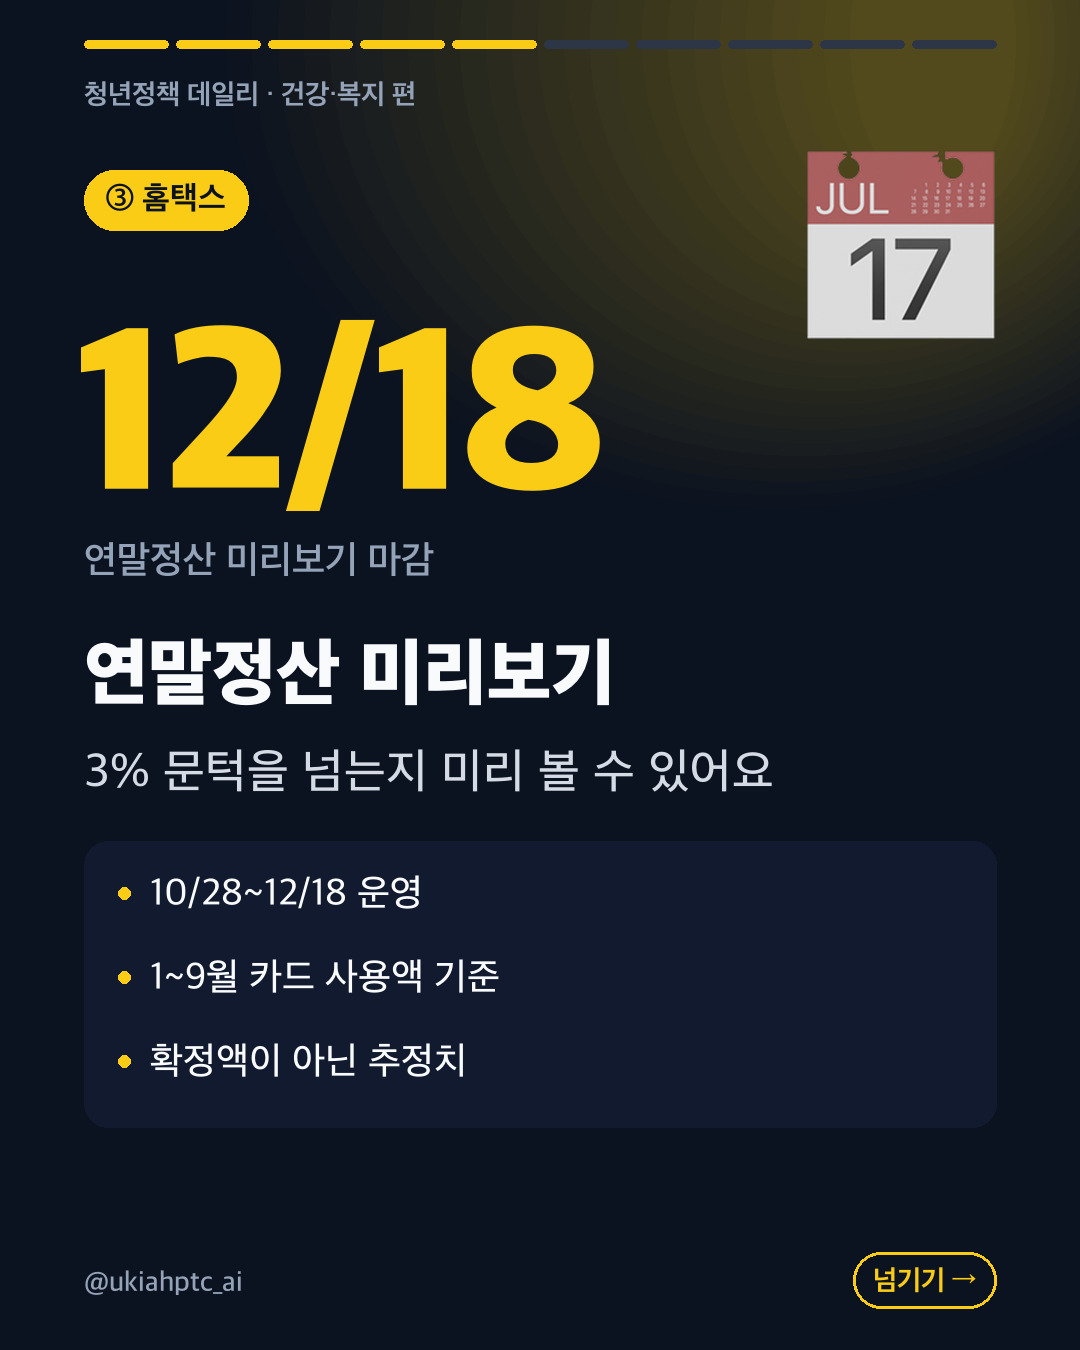 청년정책 데일리 · 건강·복지 편
③ 홈택스
JUL
17
12/18
연말정산 미리보기 마감
연말정산 미리보기
3% 문턱을 넘는지 미리 볼 수 있어요
10/28~12/18 운영
1~9월 카드 사용액 기준
확정액이 아닌 추정치
@ukiahptc_ai
넘기기 →